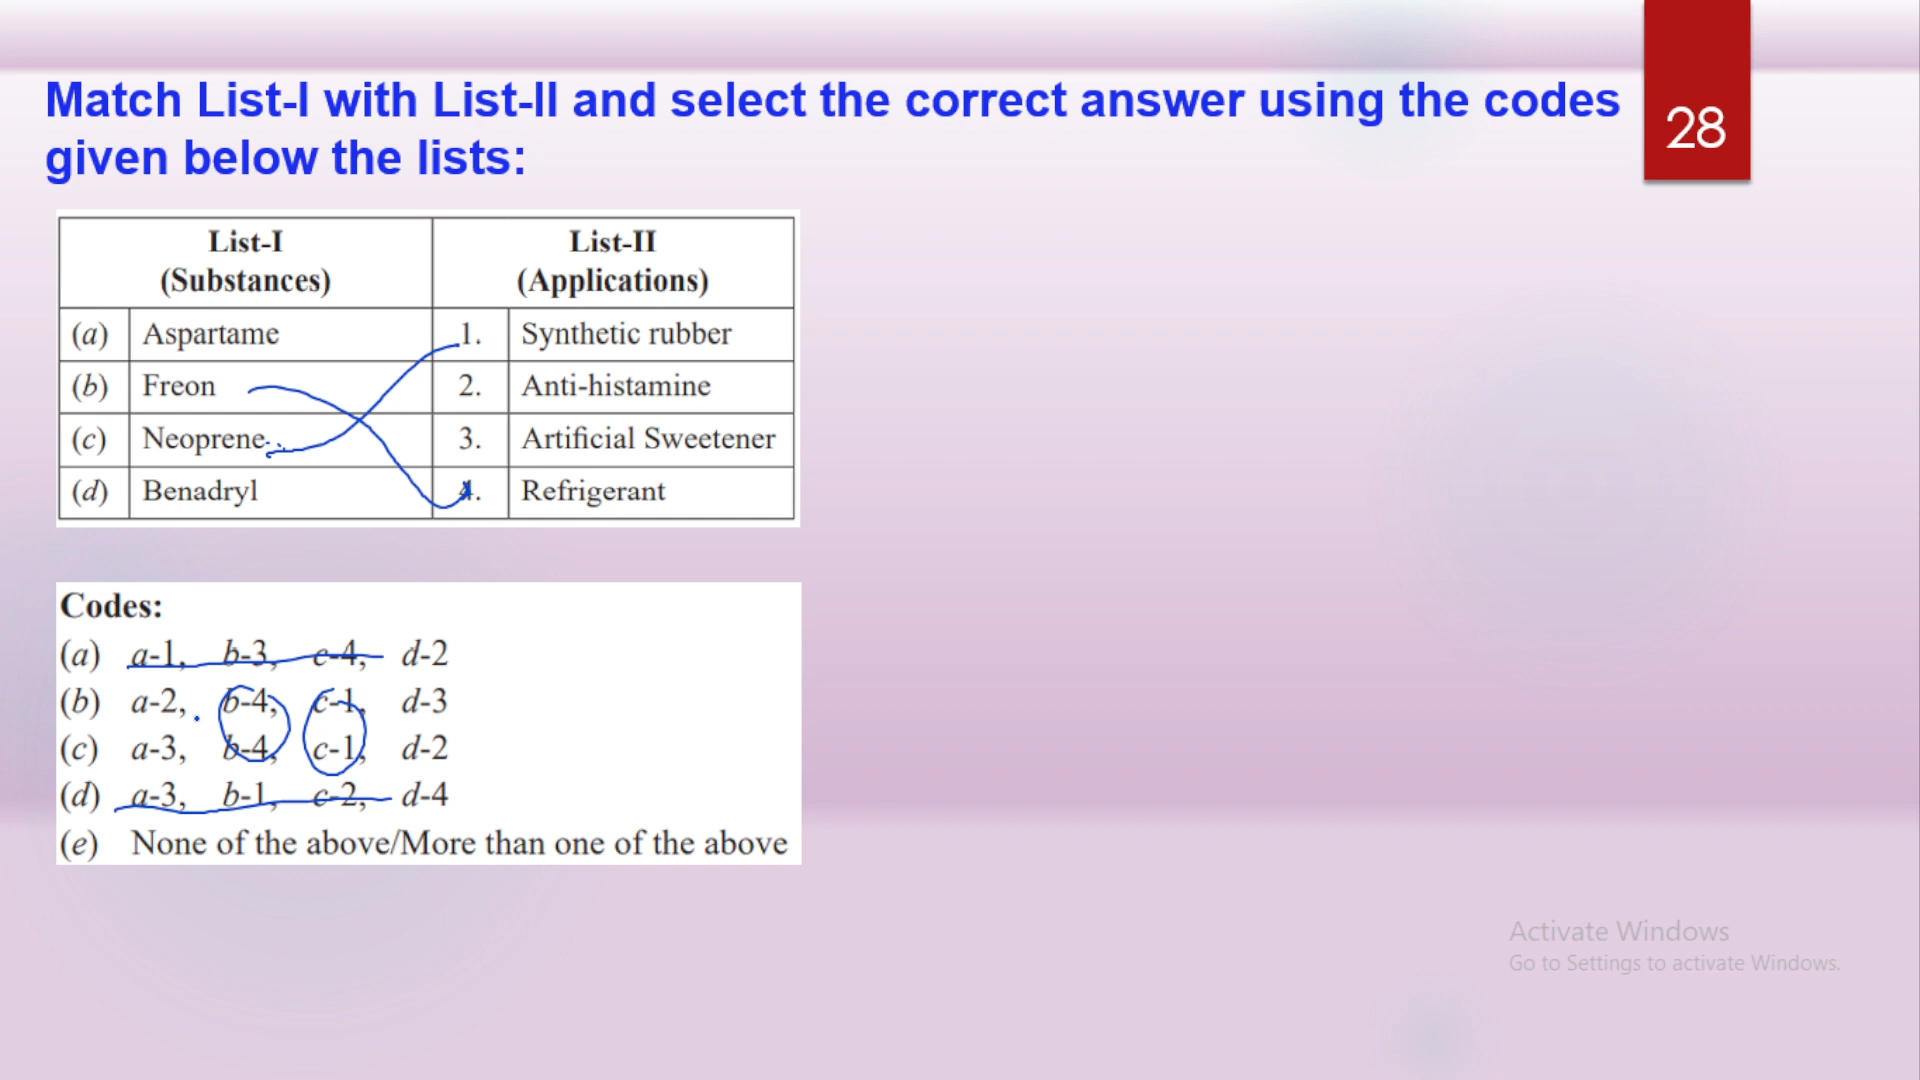 Match List-I with List-II and select the correct answer using the codes
given below the lists:
28
List-I List-II
(Substances) (Applications)
(a) Aspartame 1. Synthetic rubber
(b) Freon 2. Anti-histamine
(c) Neoprene 3. Artificial Sweetener
(d) Benadryl 4. Refrigerant
Codes:
(a) a-1, b-3, c-4, d-2
(b) a-2, b-4, c-1, d-3
(c) a-3, b-4, c-1, d-2
(d) a-3, b-1, c-2, d-4
(e) None of the above/More than one of the above
Activate Windows
Go to Settings to activate Windows.